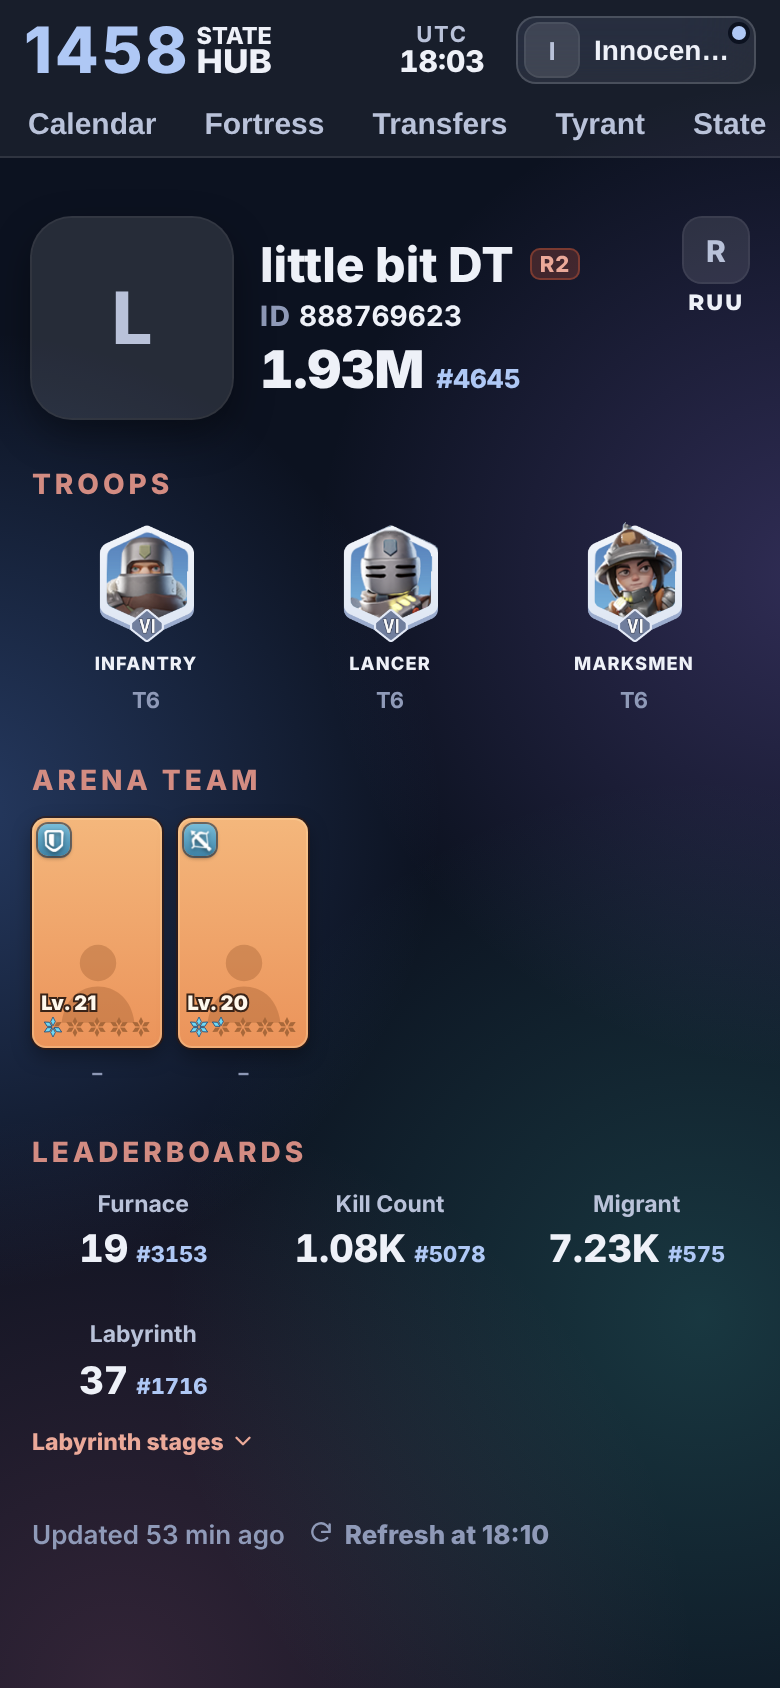 1458 STATE HUB
UTC
18:03
I
Innocen...
Calendar Fortress Transfers Tyrant State
L
little bit DT R2
ID 888769623
1.93M #4645
R
RUU
TROOPS
VI VI VI
INFANTRY LANCER MARKSMEN
T6 T6 T6
ARENA TEAM
Lv. 21 Lv. 20
– –
LEADERBOARDS
Furnace Kill Count Migrant
19 #3153 1.08K #5078 7.23K #575
Labyrinth
37 #1716
Labyrinth stages
Updated 53 min ago Refresh at 18:10